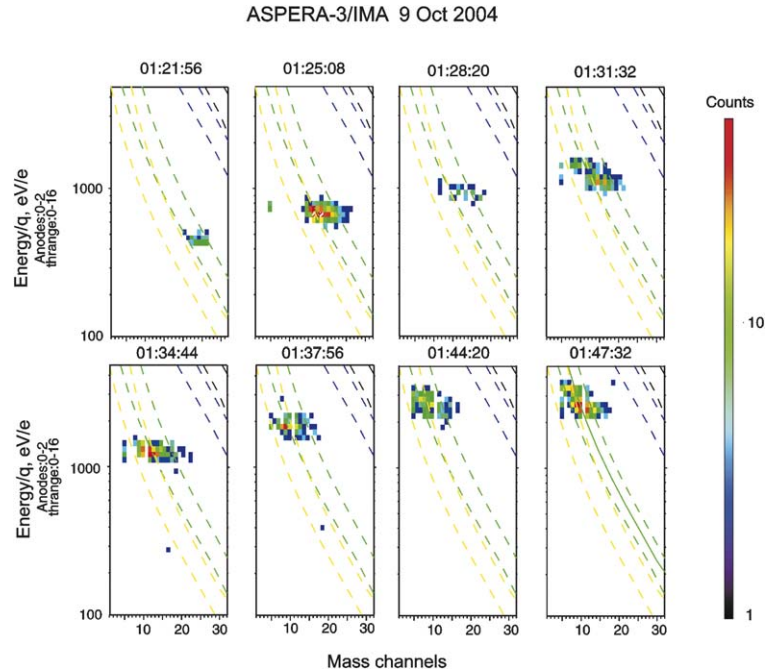 ASPERA-3/IMA 9 Oct 2004
01:21:56 01:25:08 01:28:20 01:31:32
Counts
1000
100
Energy/q, eV/e
Anodes:0-2
thrange:0-16
10
01:34:44 01:37:56 01:44:20 01:47:32
1000
100
Energy/q, eV/e
Anodes:0-2
thrange:0-16
1
10 20 30 10 20 30 10 20 30 10 20 30
Mass channels